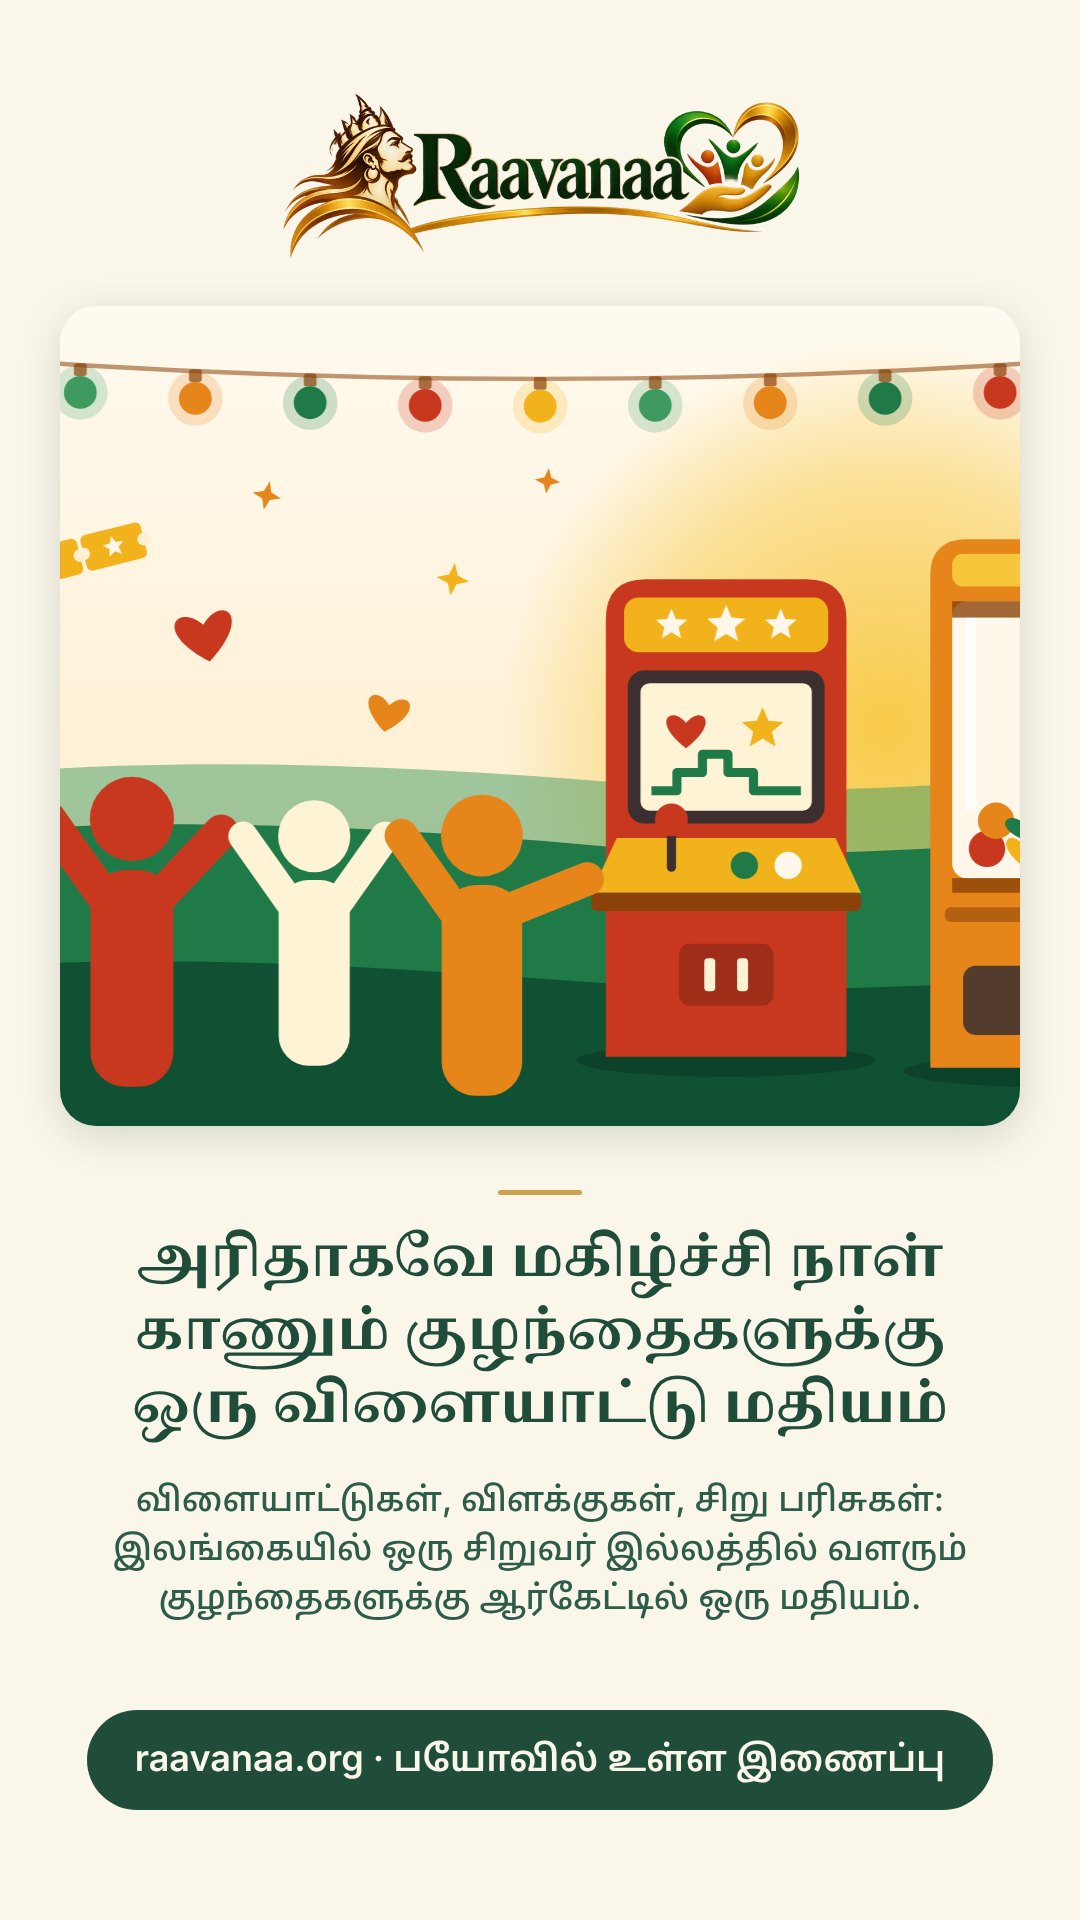 Raavanaa
அரிதாகவே மகிழ்ச்சி நாள்
காணும் குழந்தைகளுக்கு
ஒரு விளையாட்டு மதியம்
விளையாட்டுகள், விளக்குகள், சிறு பரிசுகள்:
இலங்கையில் ஒரு சிறுவர் இல்லத்தில் வளரும்
குழந்தைகளுக்கு ஆர்கேட்டில் ஒரு மதியம்.
raavanaa.org · பயோவில் உள்ள இணைப்பு